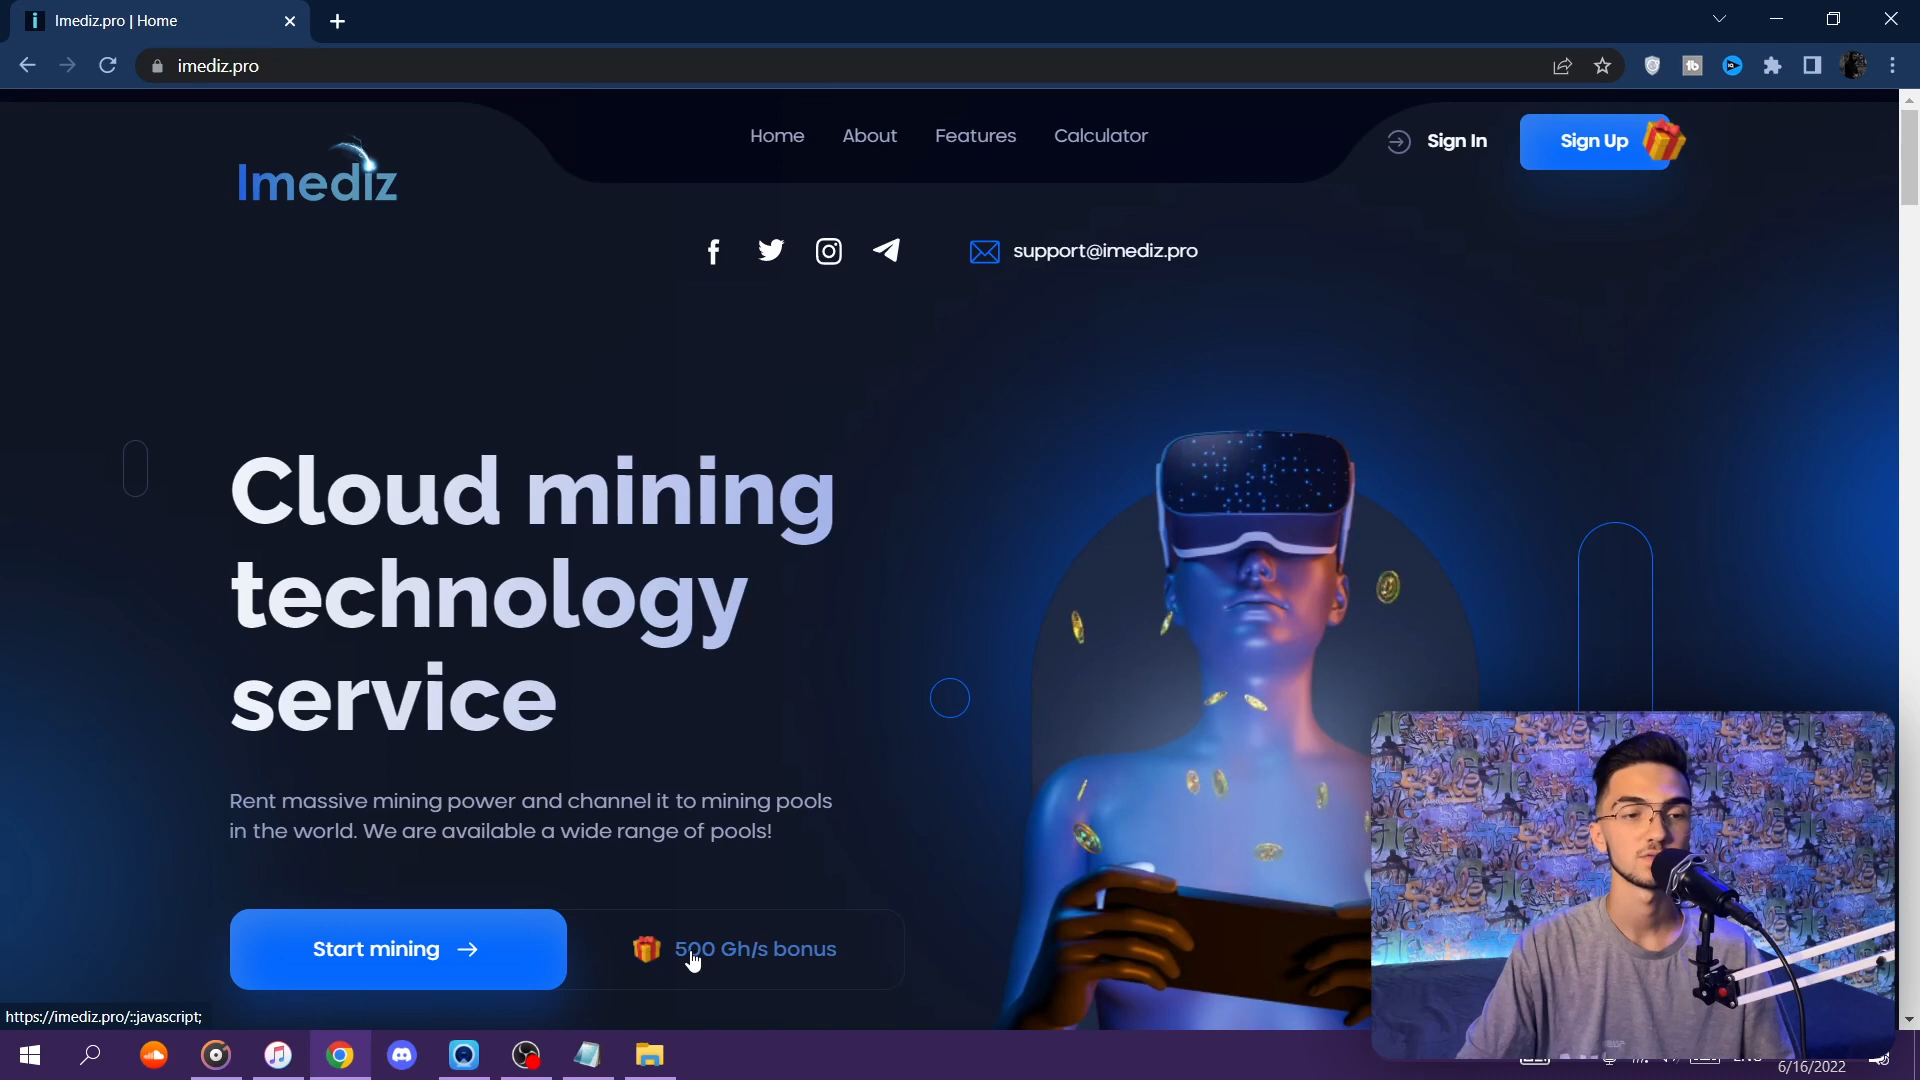 Imediz.pro | Home
imediz.pro
Imediz
Home
About
Features
Calculator
Sign In
Sign Up
support@imediz.pro
Cloud mining
technology
service
Rent massive mining power and channel it to mining pools
in the world. We are available a wide range of pools!
Start mining
500 Gh/s bonus
https://imediz.pro/:javascript;
6/16/2022